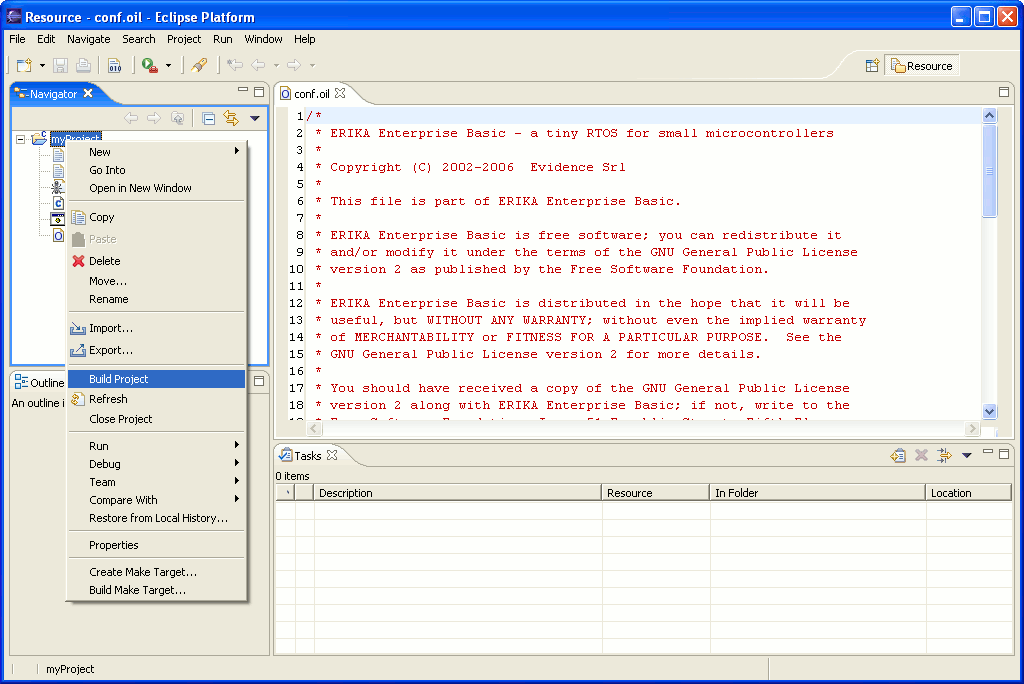 Resource - conf.oil - Eclipse Platform
File Edit Navigate Search Project Run Window Help
010
Resource
Navigator
conf.oil
myProject
New
Go Into
Open in New Window
Copy
Paste
Delete
Move...
Rename
Import...
Export...
Build Project
Refresh
Close Project
Run
Debug
Team
Compare With
Restore from Local History...
Properties
Create Make Target...
Build Make Target...
Outline
An outline i
1 /*
2 * ERIKA Enterprise Basic - a tiny RTOS for small microcontrollers
3 *
4 * Copyright (C) 2002-2006  Evidence Srl
5 *
6 * This file is part of ERIKA Enterprise Basic.
7 *
8 * ERIKA Enterprise Basic is free software; you can redistribute it
9 * and/or modify it under the terms of the GNU General Public License
10 * version 2 as published by the Free Software Foundation.
11 *
12 * ERIKA Enterprise Basic is distributed in the hope that it will be
13 * useful, but WITHOUT ANY WARRANTY; without even the implied warranty
14 * of MERCHANTABILITY or FITNESS FOR A PARTICULAR PURPOSE.  See the
15 * GNU General Public License version 2 for more details.
16 *
17 * You should have received a copy of the GNU General Public License
18 * version 2 along with ERIKA Enterprise Basic; if not, write to the
Tasks
0 items
Description Resource In Folder Location
myProject